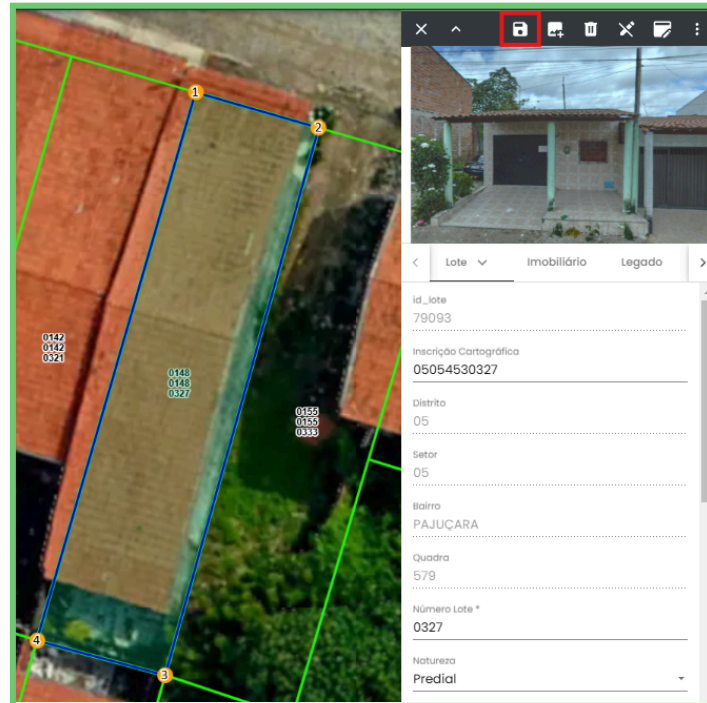 1
2
0142
0142
0321
0148
0148
0327
0155
0155
0333
4
3
Lote
Imobiliário
Legado
id_lote
79093
Inscrição Cartográfica
05054530327
Distrito
05
Setor
05
Bairro
PAJUÇARA
Quadra
579
Número Lote *
0327
Natureza
Predial